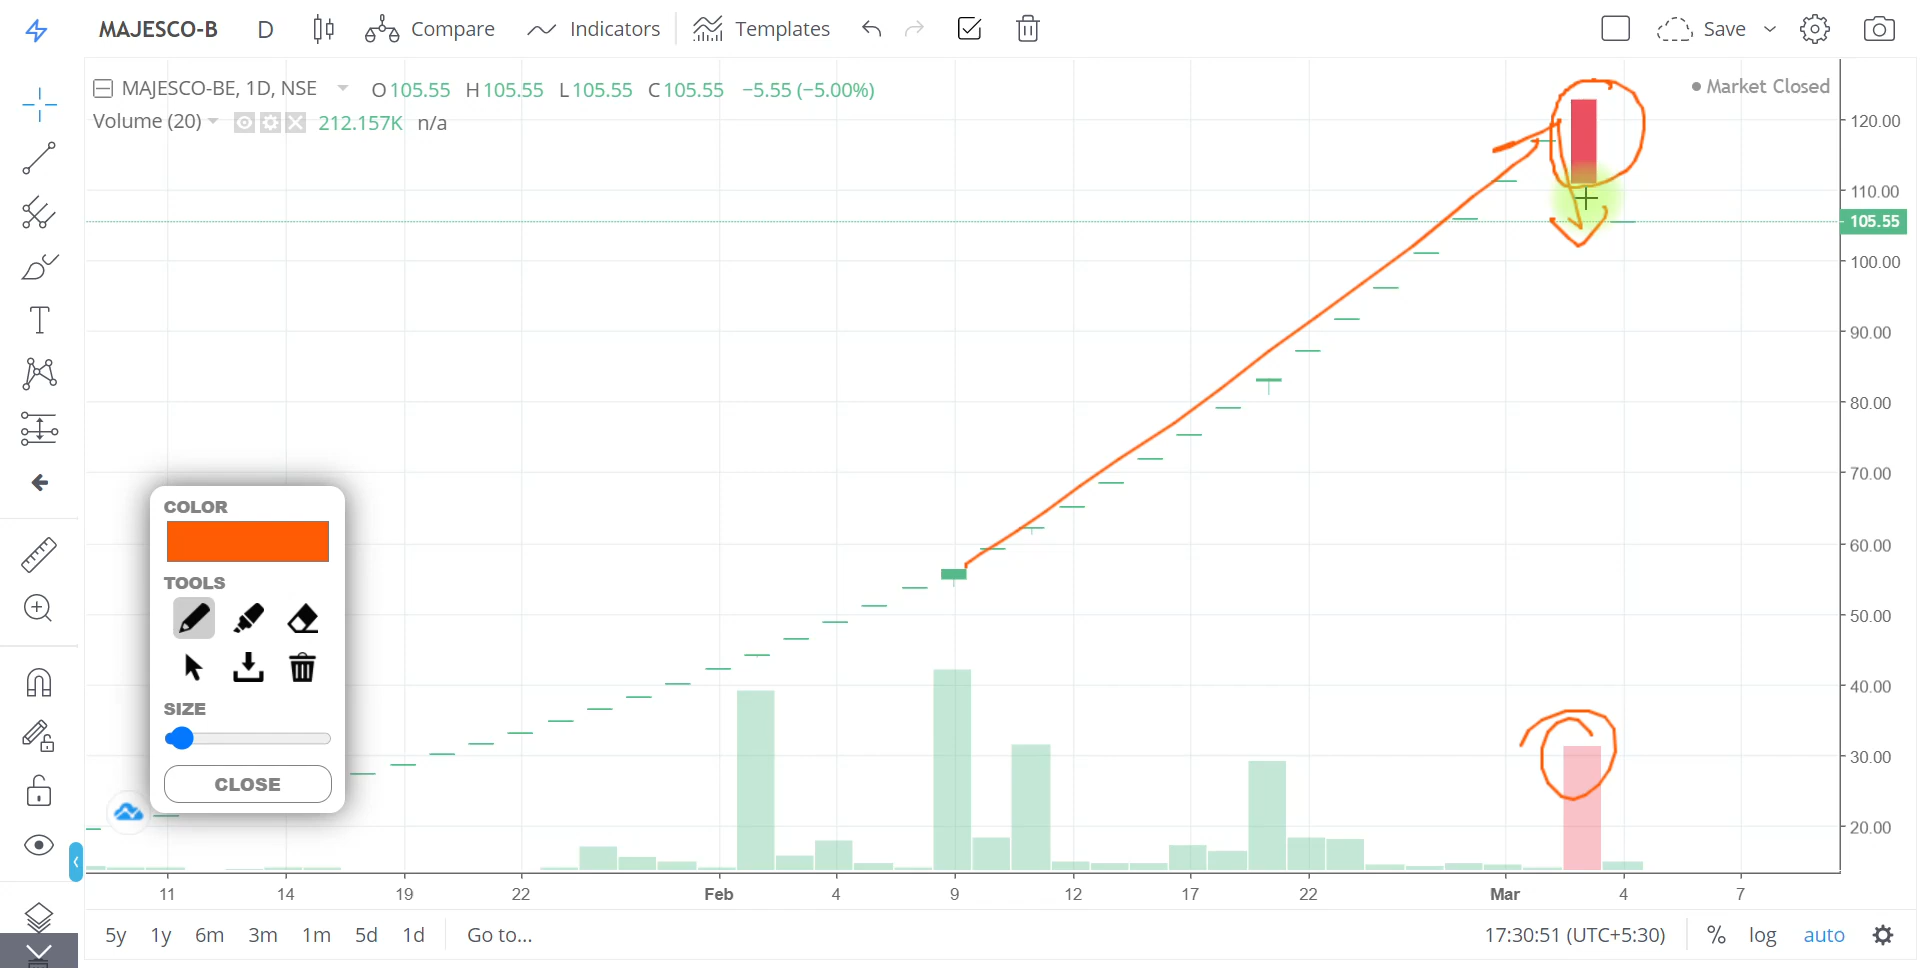 MAJESCO-B D Compare Indicators Templates Save
MAJESCO-BE, 1D, NSE O105.55 H105.55 L105.55 C105.55 −5.55 (−5.00%)
Market Closed
Volume (20) 212.157K n/a
120.00
110.00
105.55
100.00
90.00
80.00
70.00
60.00
50.00
40.00
30.00
20.00
COLOR
TOOLS
SIZE
CLOSE
11 14 19 22 Feb 4 9 12 17 22 Mar 4 7
5y 1y 6m 3m 1m 5d 1d Go to... 17:30:51 (UTC+5:30) % log auto